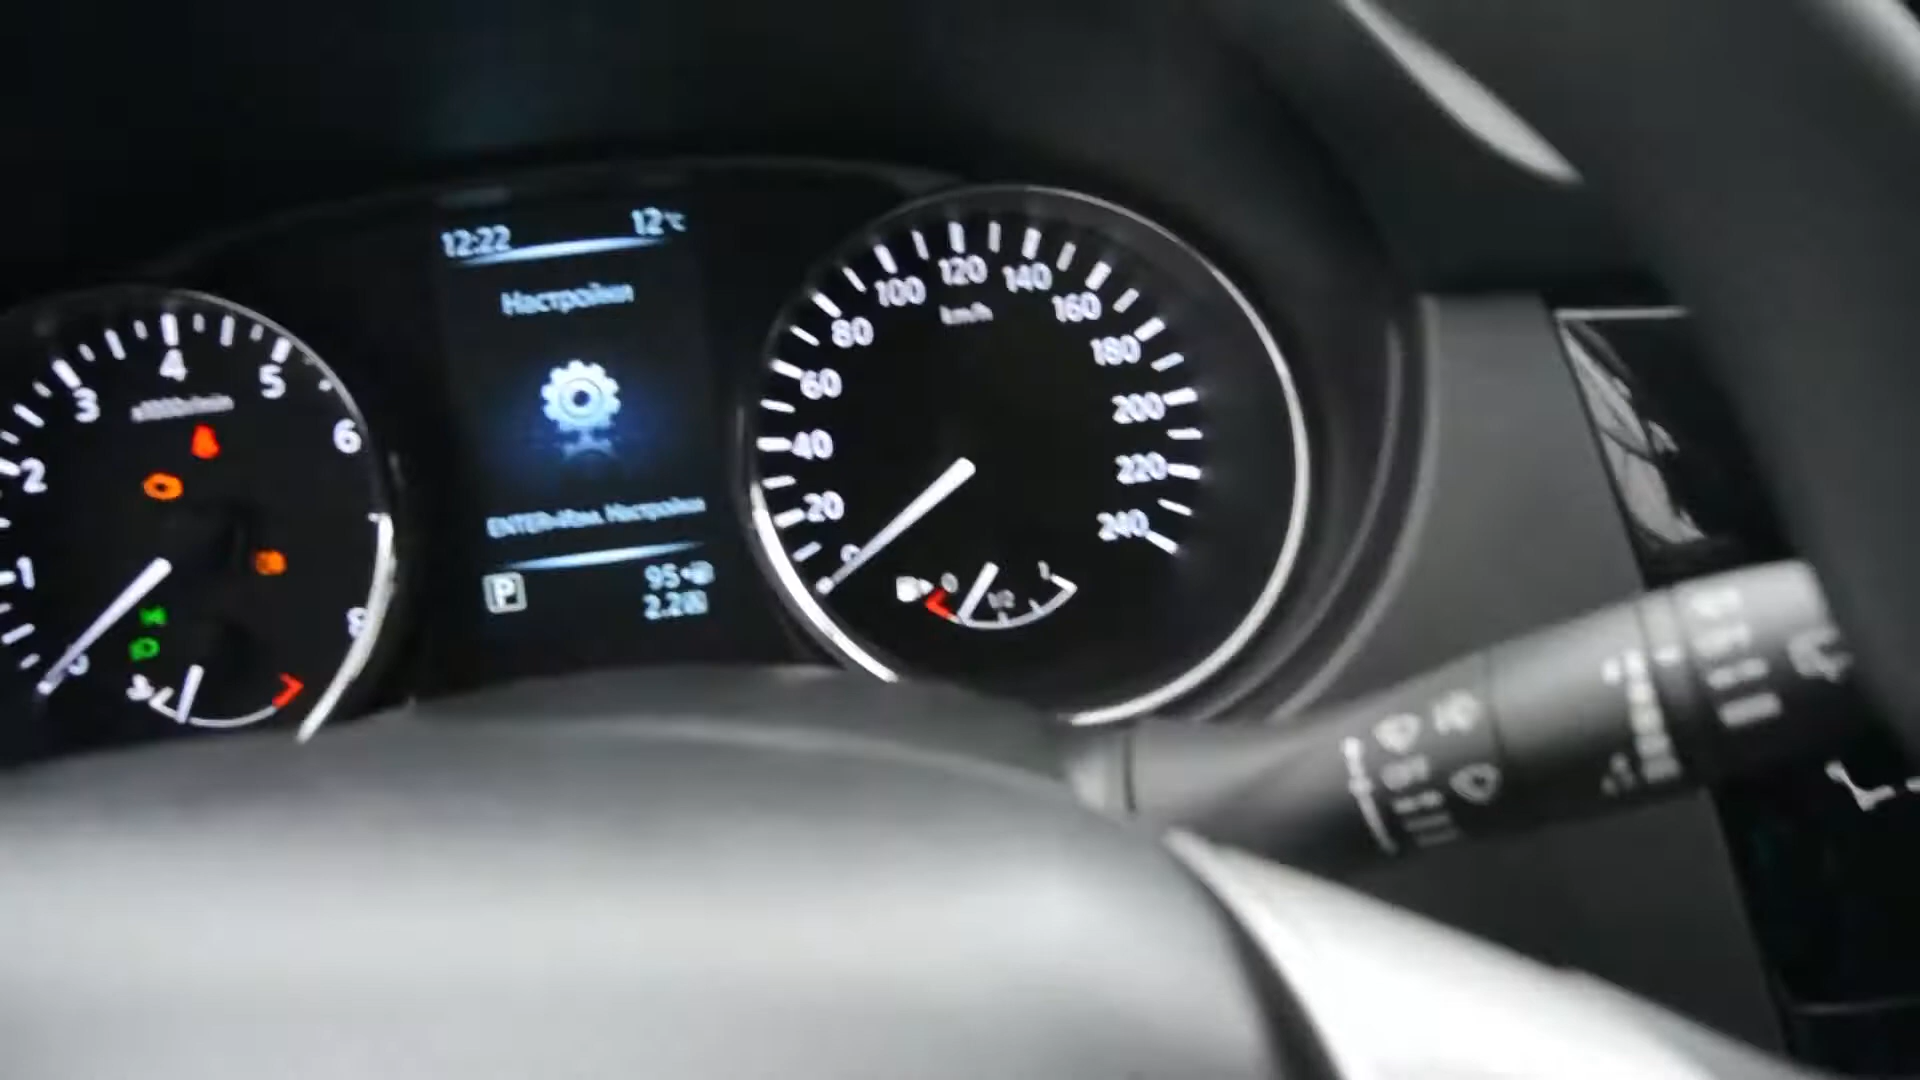 12:22 12°C
Настройки
ENTER=Изм. Настройки
P 95
2.2
1 2 3 4 5 6 8
x1000r/min
0 20 40 60 80 100 120 140 160 180 200 220 240
km/h
0 1/2 1